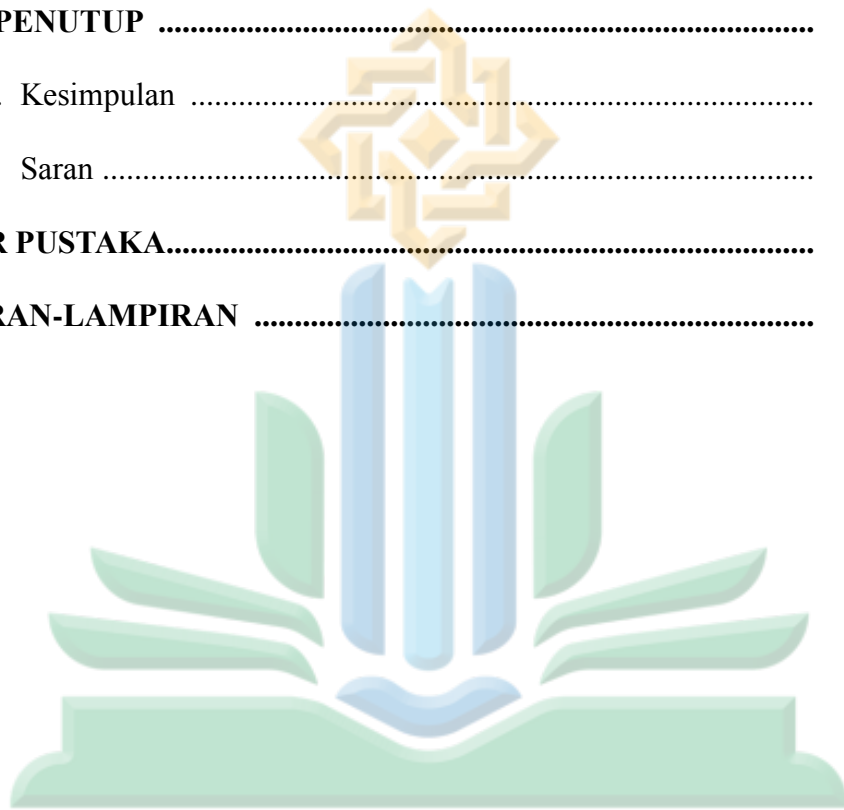 PENUTUP ...................................................................................
. Kesimpulan ................................................................................
Saran ...........................................................................................
R PUSTAKA..................................................................................
RAN-LAMPIRAN .......................................................................